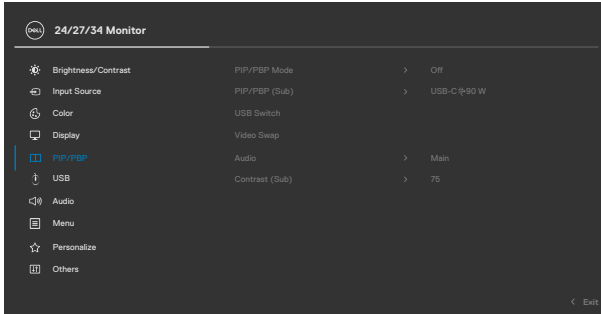 DELL 24/27/34 Monitor
Brightness/Contrast PIP/PBP Mode > Off
Input Source PIP/PBP (Sub) > USB-C 90 W
Color USB Switch
Display Video Swap
PIP/PBP Audio > Main
USB Contrast (Sub) > 75
Audio
Menu
Personalize
Others
< Exit